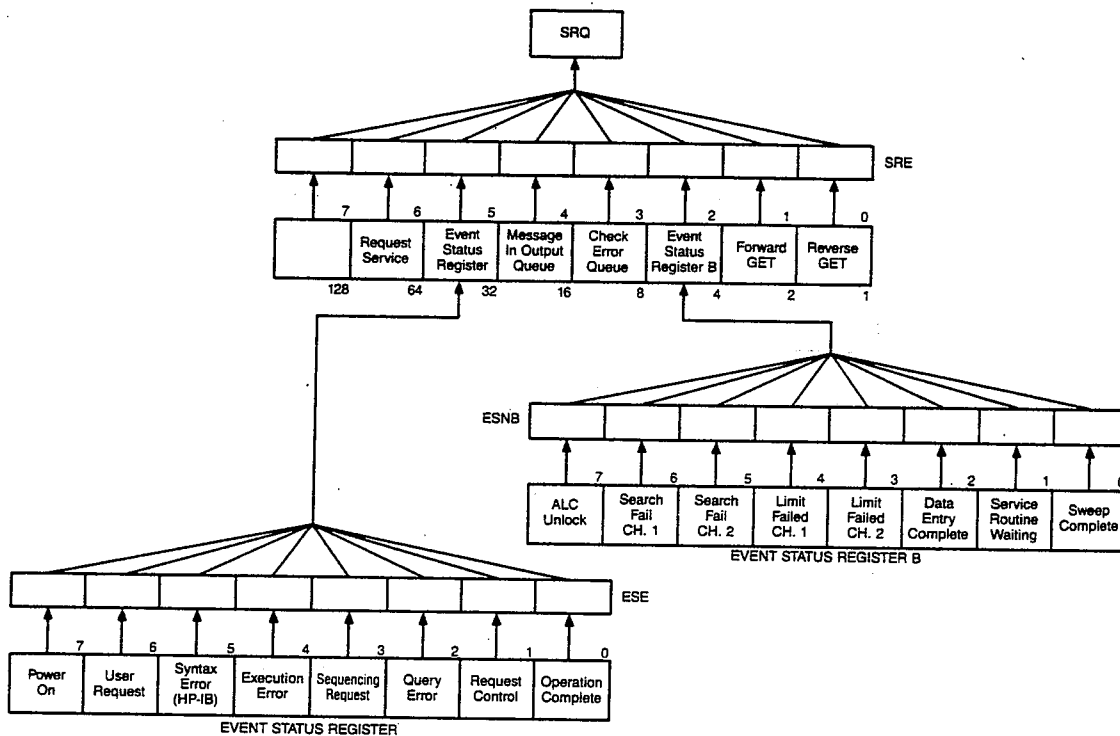 SRQ
SRE
7 6 5 4 3 2 1 0
Request Service
Event Status Register
Message In Output Queue
Check Error Queue
Event Status Register B
Forward GET
Reverse GET
128 64 32 16 8 4 2 1
ESNB
7 6 5 4 3 2 1
ALC Unlock
Search Fail CH. 1
Search Fail CH. 2
Limit Failed CH. 1
Limit Failed CH. 2
Data Entry Complete
Service Routine Waiting
Sweep Complete
EVENT STATUS REGISTER B
ESE
7 6 5 4 3 2 1 0
Power On
User Request
Syntax Error (HP-IB)
Execution Error
Sequencing Request
Query Error
Request Control
Operation Complete
EVENT STATUS REGISTER